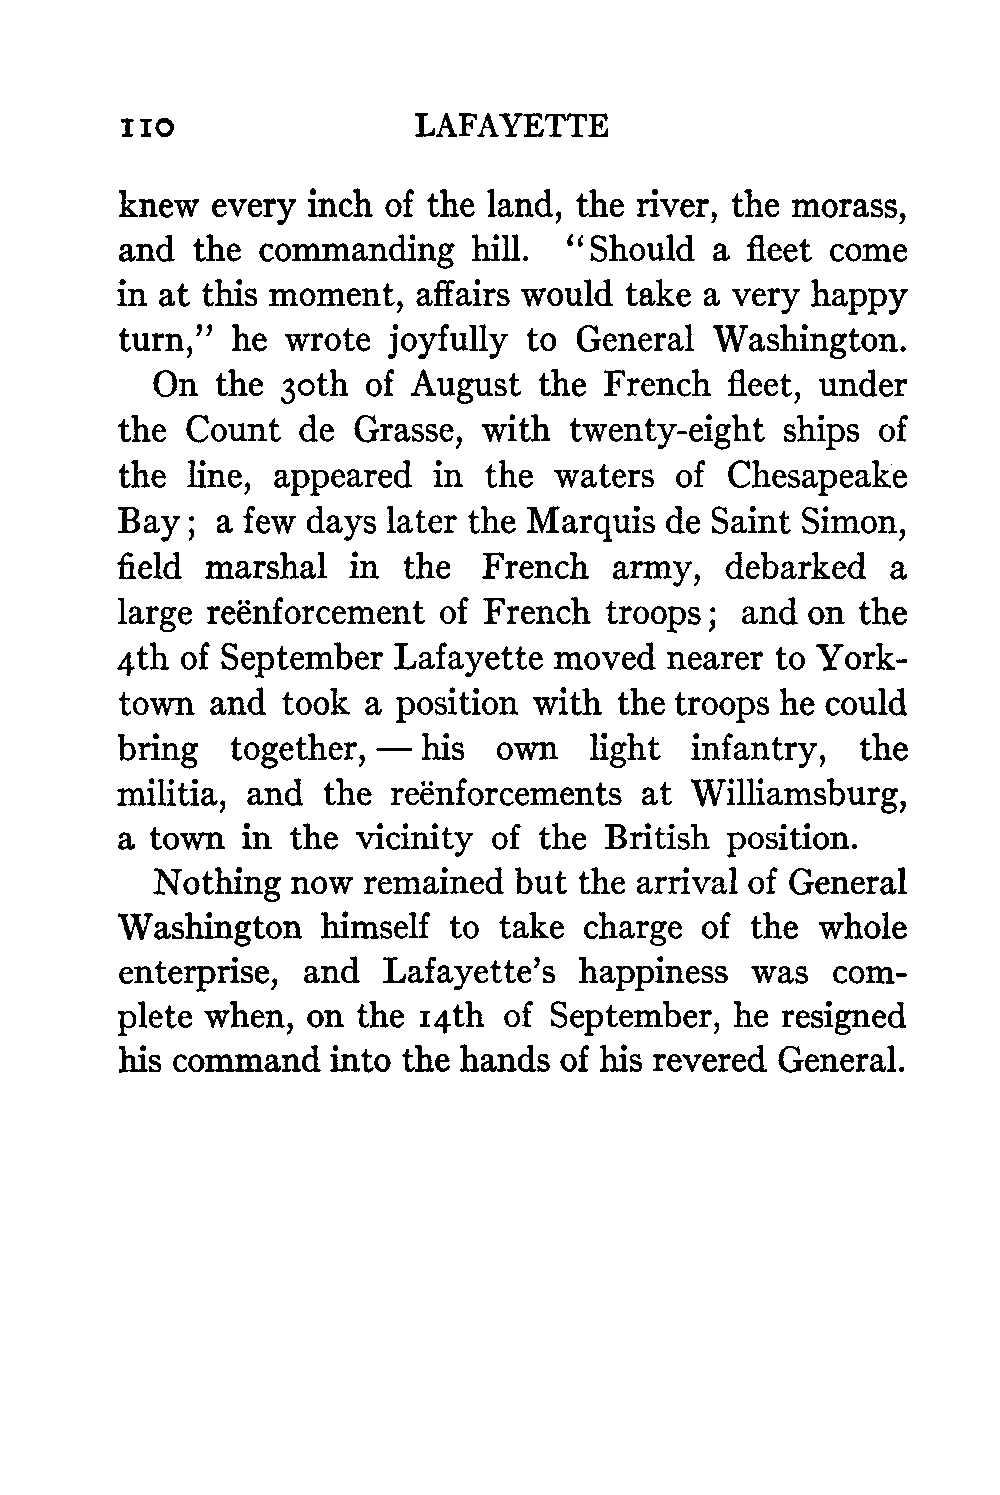 110 LAFAYETTE
knew every inch of the land, the river, the morass,
and the commanding hill. “Should a fleet come
in at this moment, affairs would take a very happy
turn,” he wrote joyfully to General Washington.
On the 30th of August the French fleet, under
the Count de Grasse, with twenty-eight ships of
the line, appeared in the waters of Chesapeake
Bay; a few days later the Marquis de Saint Simon,
field marshal in the French army, debarked a
large reënforcement of French troops; and on the
4th of September Lafayette moved nearer to York-
town and took a position with the troops he could
bring together, — his own light infantry, the
militia, and the reënforcements at Williamsburg,
a town in the vicinity of the British position.
Nothing now remained but the arrival of General
Washington himself to take charge of the whole
enterprise, and Lafayette’s happiness was com-
plete when, on the 14th of September, he resigned
his command into the hands of his revered General.